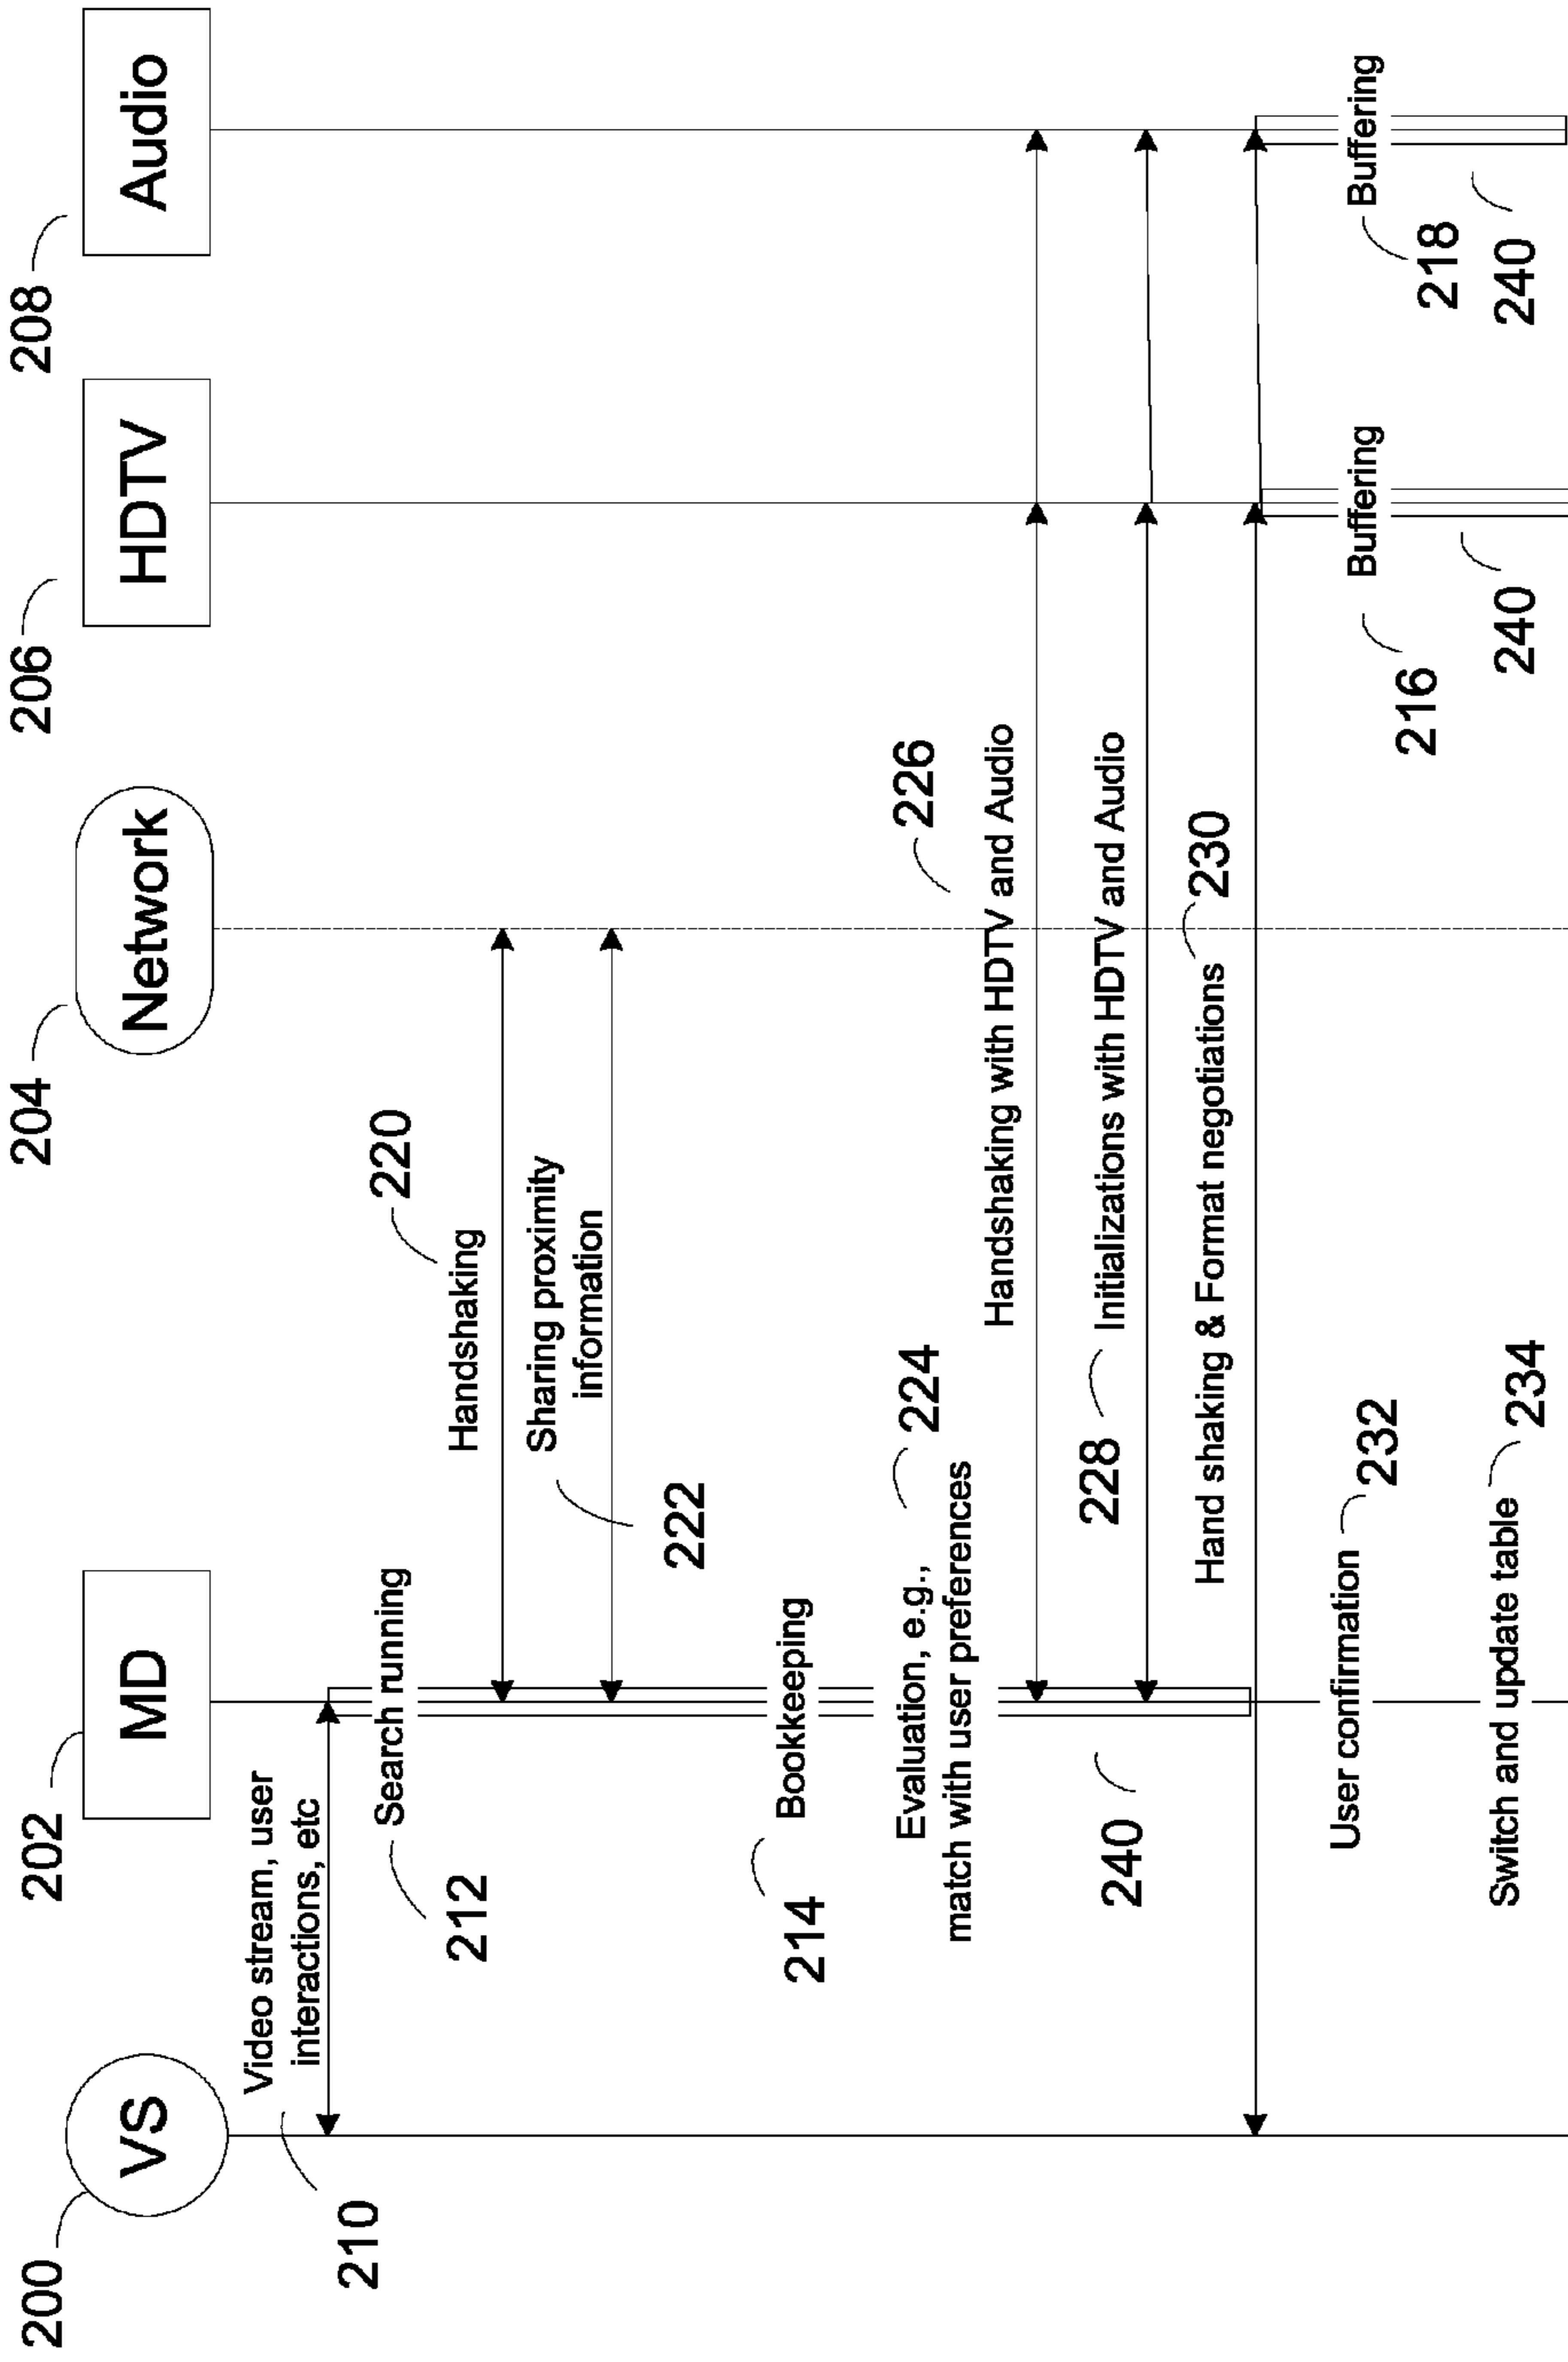 200
VS
202
MD
204
Network
206
HDTV
208
Audio
210
Video stream, user
interactions, etc
212
Search running
Handshaking
220
Sharing proximity
information
222
214
Bookkeeping
Evaluation, e.g.,
match with user preferences
224
226
Handshaking with HDTV and Audio
228
Initializations with HDTV and Audio
240
Hand shaking & Format negotiations
230
User confirmation
232
216
Buffering
218
Buffering
Switch and update table
234
240
240